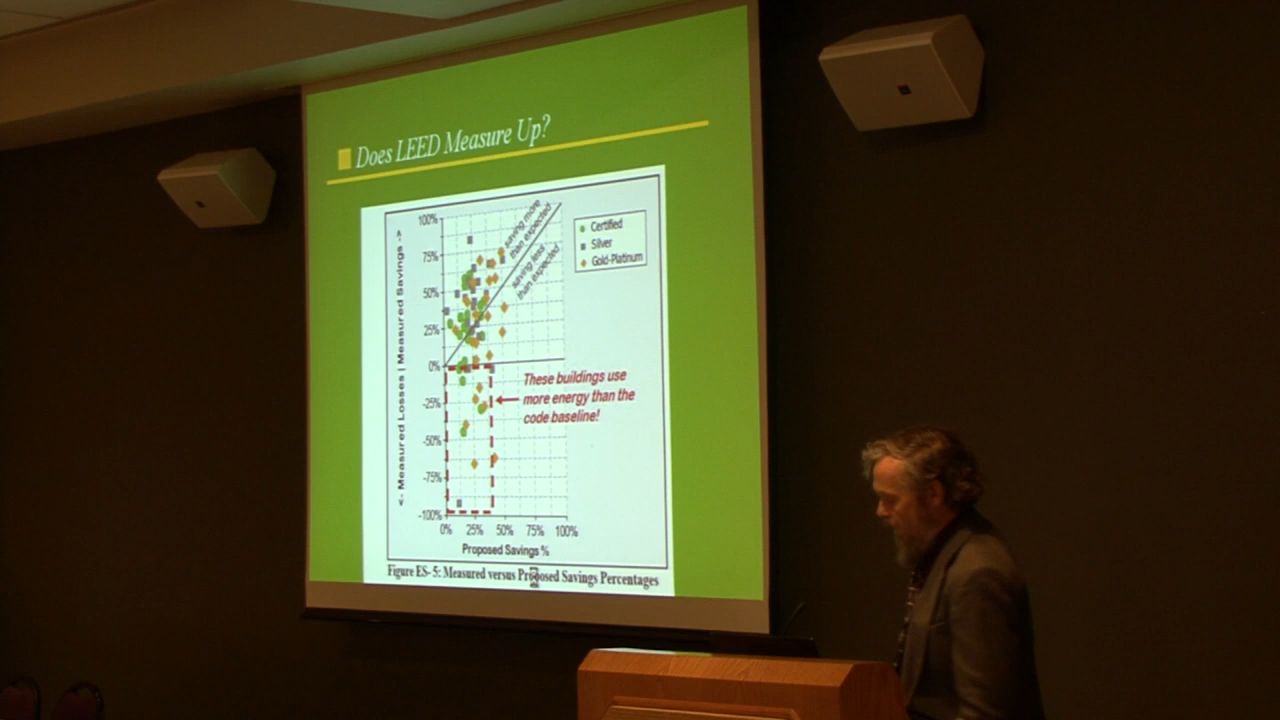 Does LEED Measure Up?
<- Measured Losses | Measured Savings ->
100%
75%
50%
25%
0%
-25%
-50%
-75%
-100%
saving more
than expected
saving less
than expected
Certified
Silver
Gold-Platinum
These buildings use
more energy than the
code baseline!
0% 25% 50% 75% 100%
Proposed Savings %
Figure ES- 5: Measured versus Proposed Savings Percentages